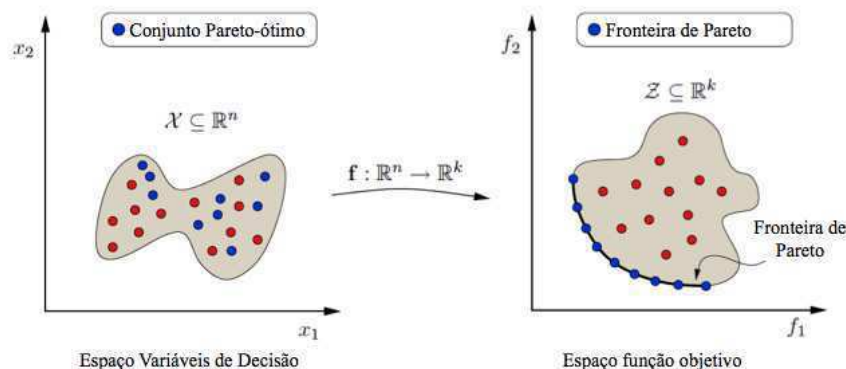 Conjunto Pareto-ótimo
x₂
𝒳 ⊆ ℝⁿ
x₁
Espaço Variáveis de Decisão
f : ℝⁿ → ℝᵏ
Fronteira de Pareto
f₂
𝒵 ⊆ ℝᵏ
Fronteira de
Pareto
f₁
Espaço função objetivo